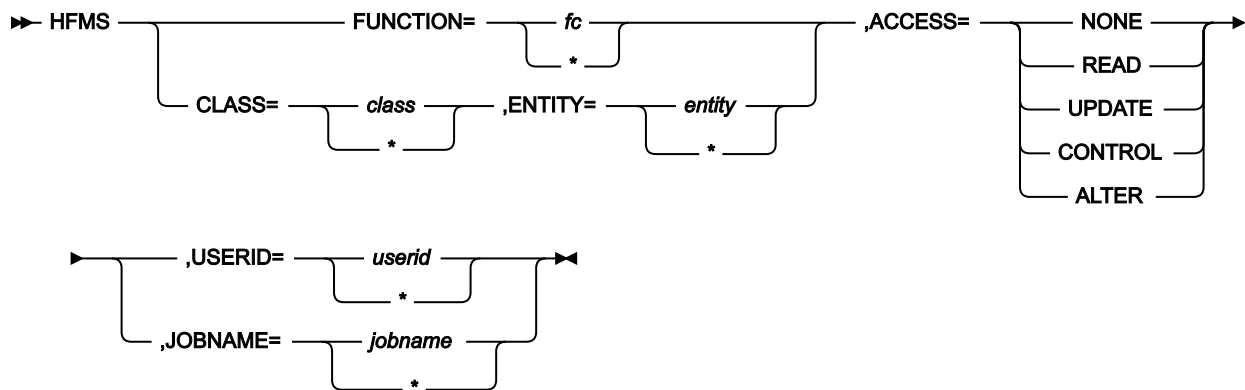 HFMS FUNCTION= fc ,ACCESS= NONE
* READ
CLASS= class ,ENTITY= entity UPDATE
* * CONTROL
ALTER
,USERID= userid
*
,JOBNAME= jobname
*